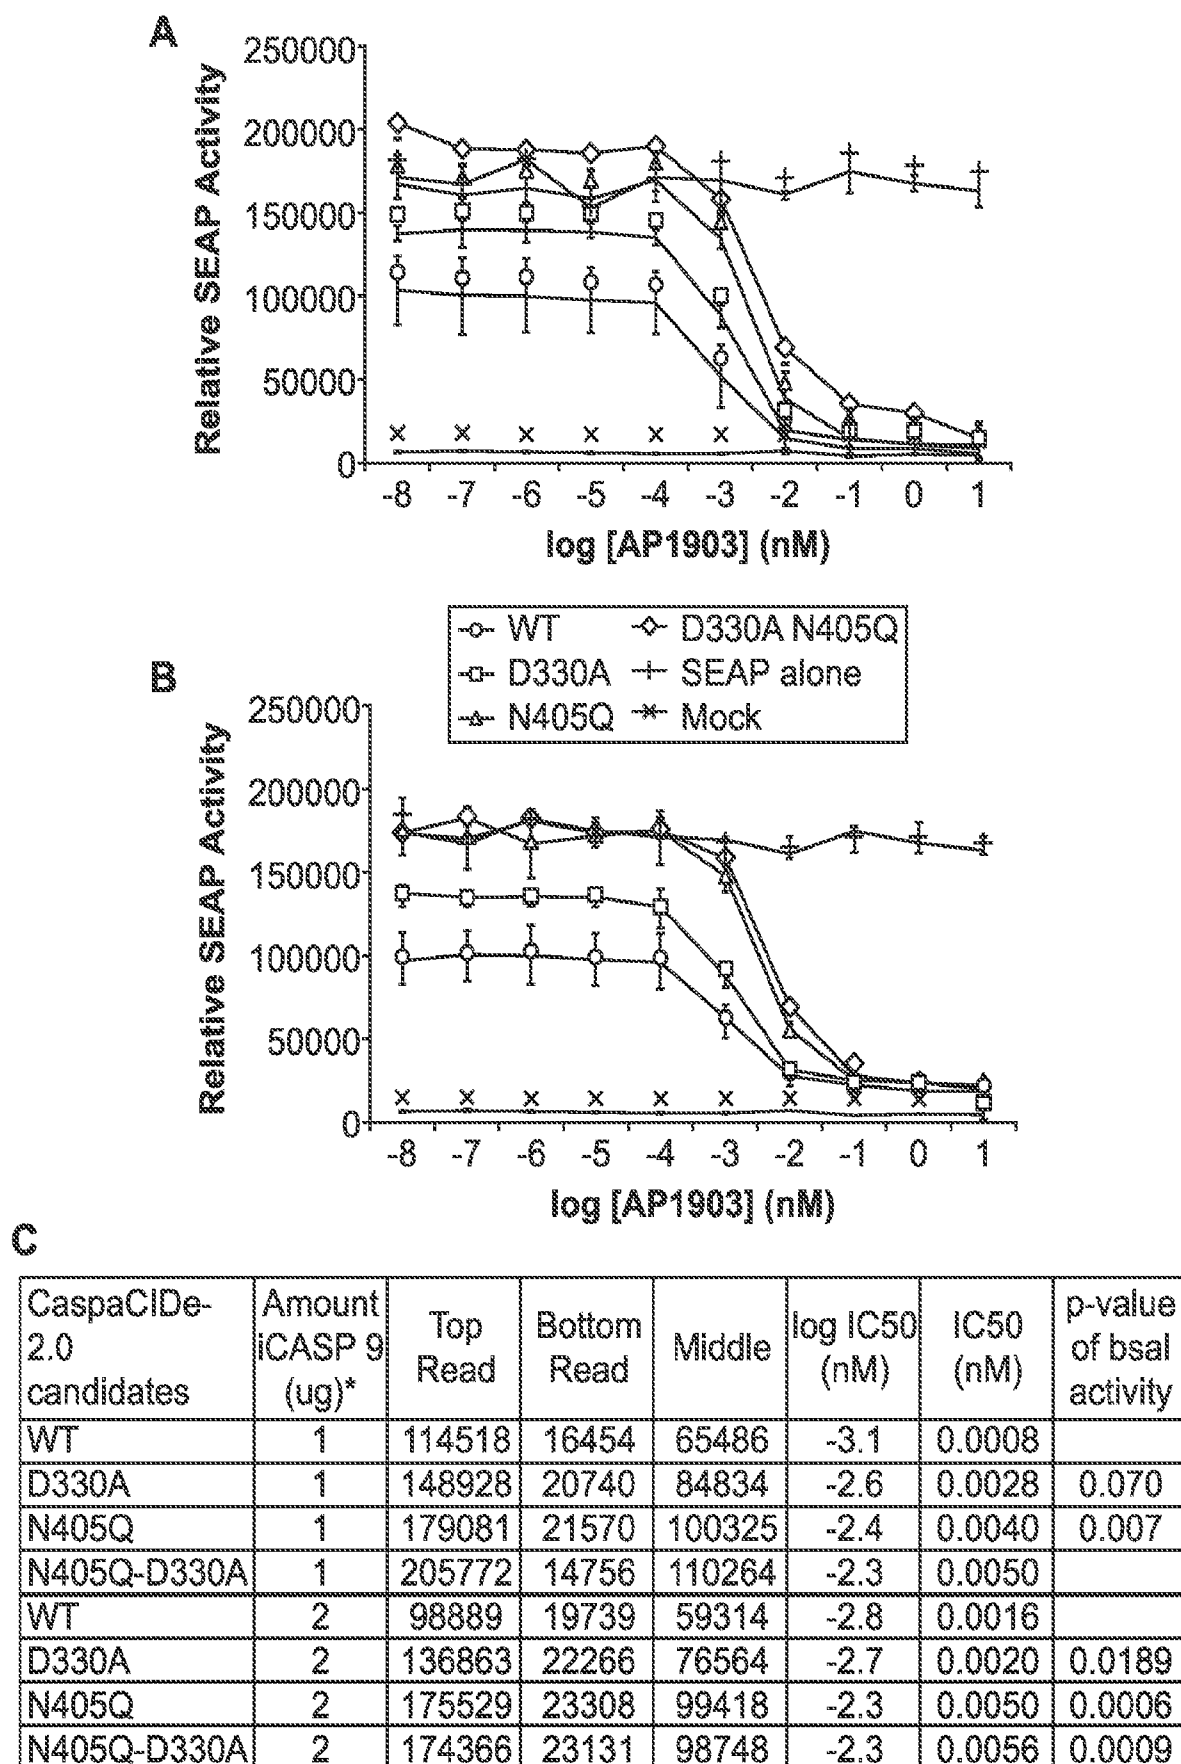 A
250000
200000
150000
100000
50000
0
Relative SEAP Activity
-8 -7 -6 -5 -4 -3 -2 -1 0 1
log [AP1903] (nM)
WT D330A N405Q
D330A SEAP alone
N405Q Mock
B
250000
200000
150000
100000
50000
0
Relative SEAP Activity
-8 -7 -6 -5 -4 -3 -2 -1 0 1
log [AP1903] (nM)
C
CaspaCIDe-2.0 candidates Amount iCASP 9 (ug)* Top Read Bottom Read Middle log IC50 (nM) IC50 (nM) p-value of bsal activity
WT 1 114518 16454 65486 -3.1 0.0008
D330A 1 148928 20740 84834 -2.6 0.0028 0.070
N405Q 1 179081 21570 100325 -2.4 0.0040 0.007
N405Q-D330A 1 205772 14756 110264 -2.3 0.0050
WT 2 98889 19739 59314 -2.8 0.0016
D330A 2 136863 22266 76564 -2.7 0.0020 0.0189
N405Q 2 175529 23308 99418 -2.3 0.0050 0.0006
N405Q-D330A 2 174366 23131 98748 -2.3 0.0056 0.0009